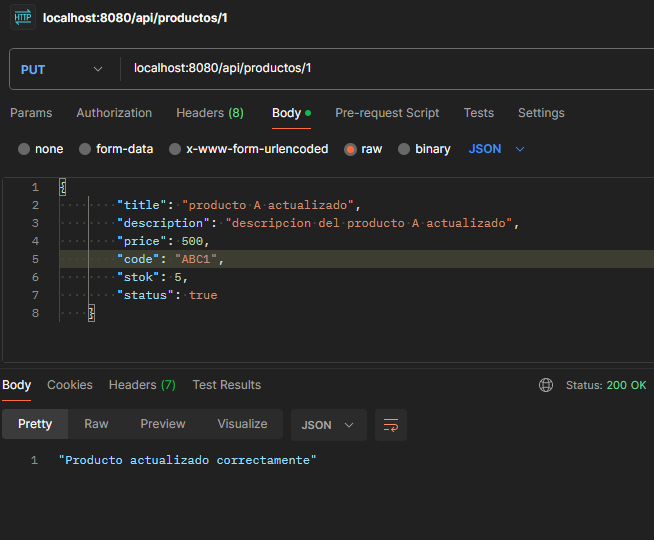 HTTP localhost:8080/api/productos/1
PUT localhost:8080/api/productos/1
Params Authorization Headers (8) Body Pre-request Script Tests Settings
none form-data x-www-form-urlencoded raw binary JSON
1 {
2 "title": "producto A actualizado",
3 "description": "descripcion del producto A actualizado",
4 "price": 500,
5 "code": "ABC1",
6 "stok": 5,
7 "status": true
8 }
Body Cookies Headers (7) Test Results Status: 200 OK
Pretty Raw Preview Visualize JSON
1 "Producto actualizado correctamente"